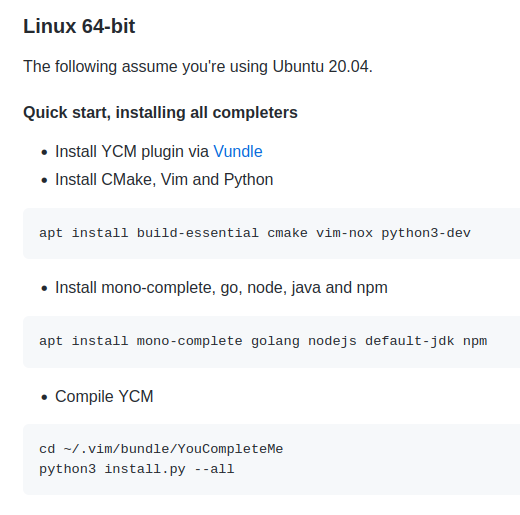 Linux 64-bit
The following assume you're using Ubuntu 20.04.
Quick start, installing all completers
• Install YCM plugin via Vundle
• Install CMake, Vim and Python
apt install build-essential cmake vim-nox python3-dev
• Install mono-complete, go, node, java and npm
apt install mono-complete golang nodejs default-jdk npm
• Compile YCM
cd ~/.vim/bundle/YouCompleteMe
python3 install.py --all